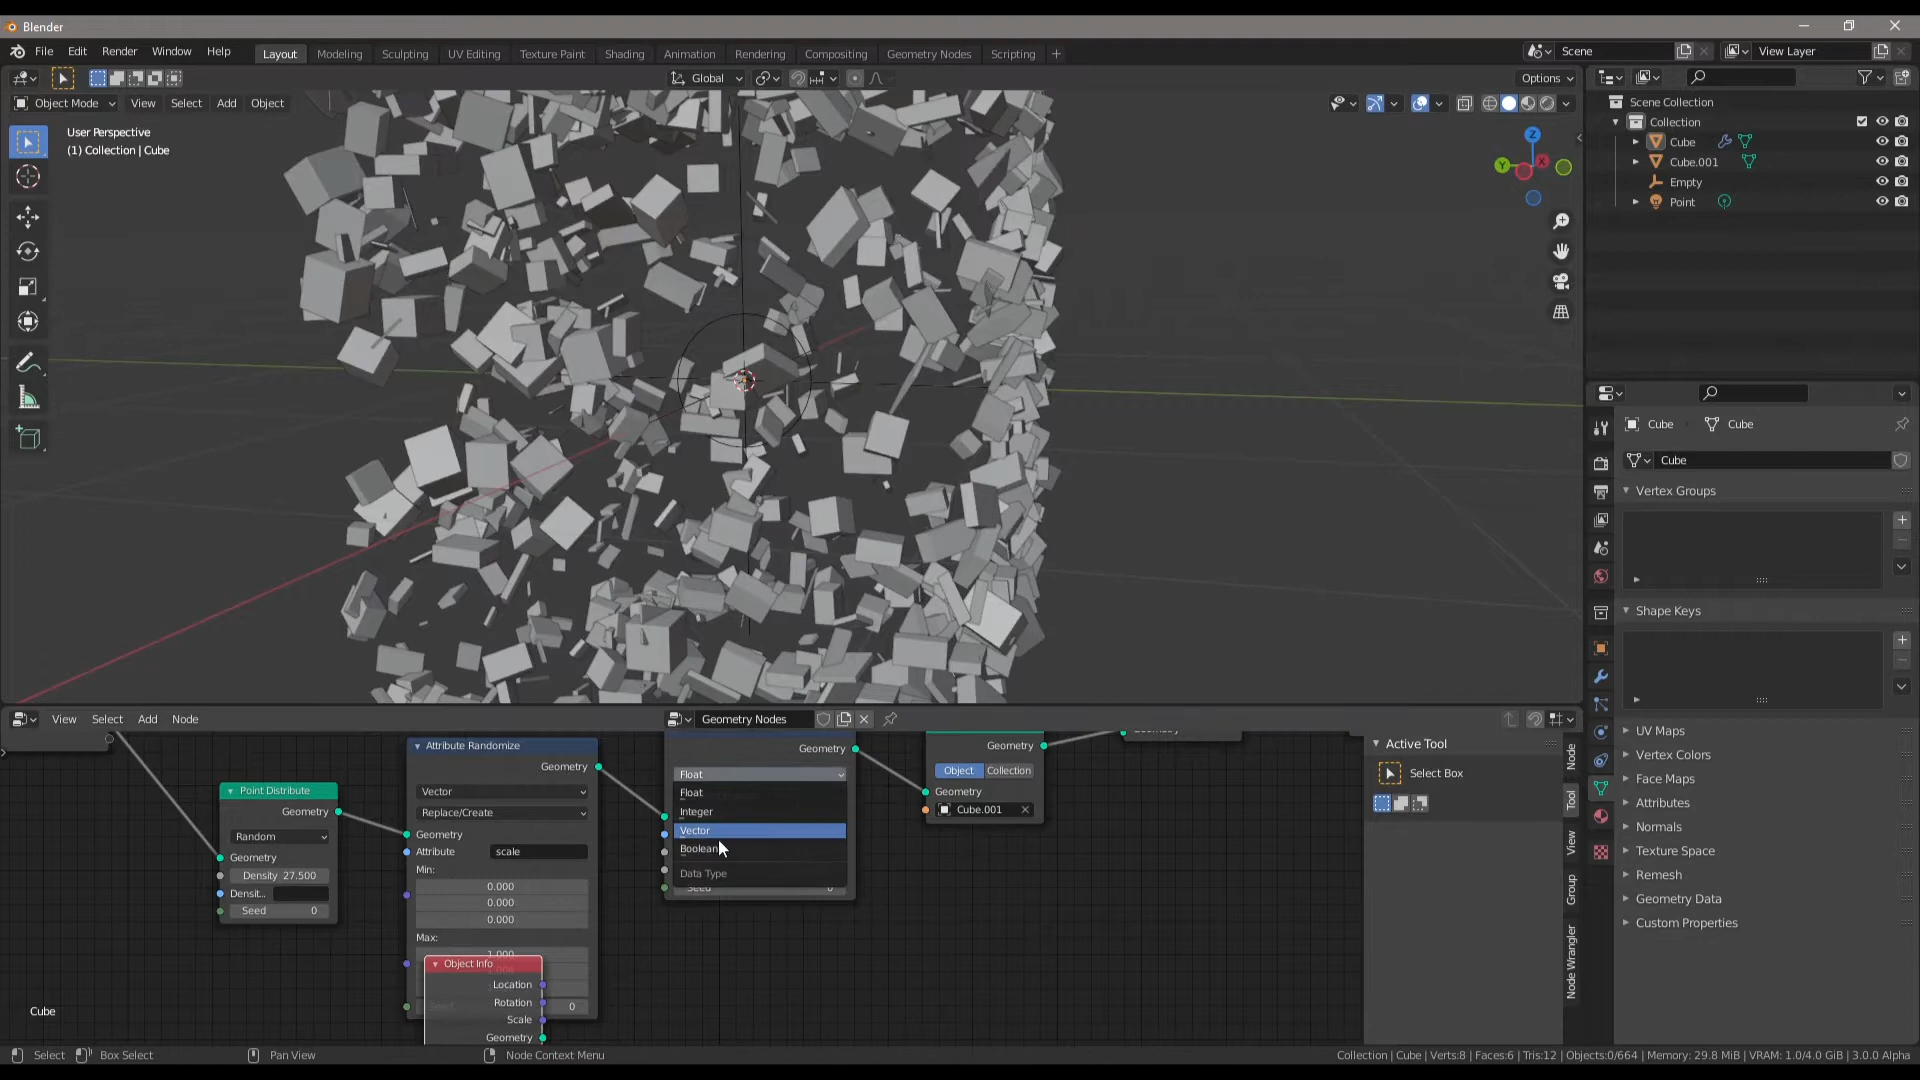 Blender
File Edit Render Window Help
Layout Modeling Sculpting UV Editing Texture Paint Shading Animation Rendering Compositing Geometry Nodes Scripting +
Scene
View Layer
Global
Options
Object Mode View Select Add Object
User Perspective
(1) Collection | Cube
Z
Y
X
Scene Collection
Collection
Cube
Cube.001
Empty
Point
Cube
Cube
Cube
Vertex Groups
Shape Keys
UV Maps
Vertex Colors
Face Maps
Attributes
Normals
Texture Space
Remesh
Geometry Data
Custom Properties
View Select Add Node
Geometry Nodes
Point Distribute
Geometry
Random
Geometry
Density 27.500
Densit...
Seed 0
Attribute Randomize
Geometry
Vector
Replace/Create
Geometry
Attribute scale
Min:
0.000
0.000
0.000
Max:
1.000
0
Object Info
Location
Rotation
Scale
Geometry
Geometry
Float
Float
Integer
Vector
Boolean
Data Type
Seed 0
Geometry
Object Collection
Geometry
Cube.001
Active Tool
Select Box
Node
Tool
View
Group
Node Wrangler
Cube
Select
Box Select
Pan View
Node Context Menu
Collection | Cube | Verts:8 | Faces:6 | Tris:12 | Objects:0/664 | Memory: 29.8 MiB | VRAM: 1.0/4.0 GiB | 3.0.0 Alpha